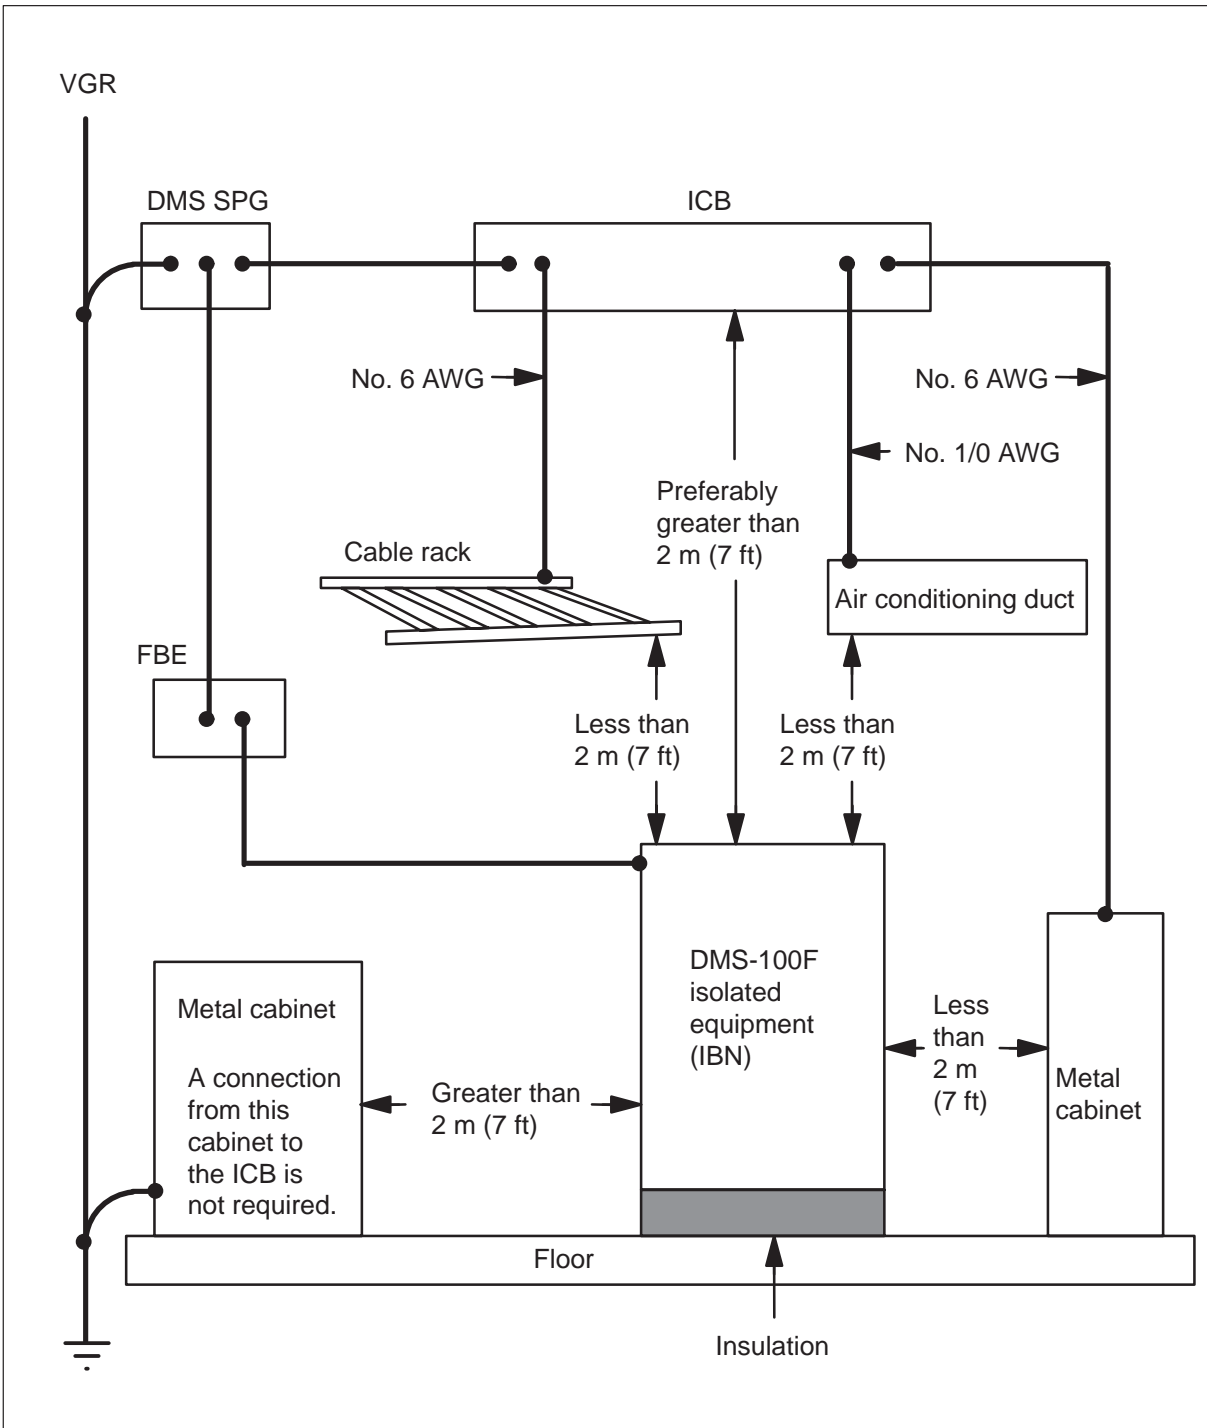 VGR
DMS SPG
ICB
No. 6 AWG
No. 6 AWG
No. 1/0 AWG
Preferably
greater than
2 m (7 ft)
Cable rack
Air conditioning duct
FBE
Less than
2 m (7 ft)
Less than
2 m (7 ft)
DMS-100F
isolated
equipment
(IBN)
Metal cabinet
A connection
from this
cabinet to
the ICB is
not required.
Greater than
2 m (7 ft)
Less
than
2 m
(7 ft)
Metal
cabinet
Floor
Insulation